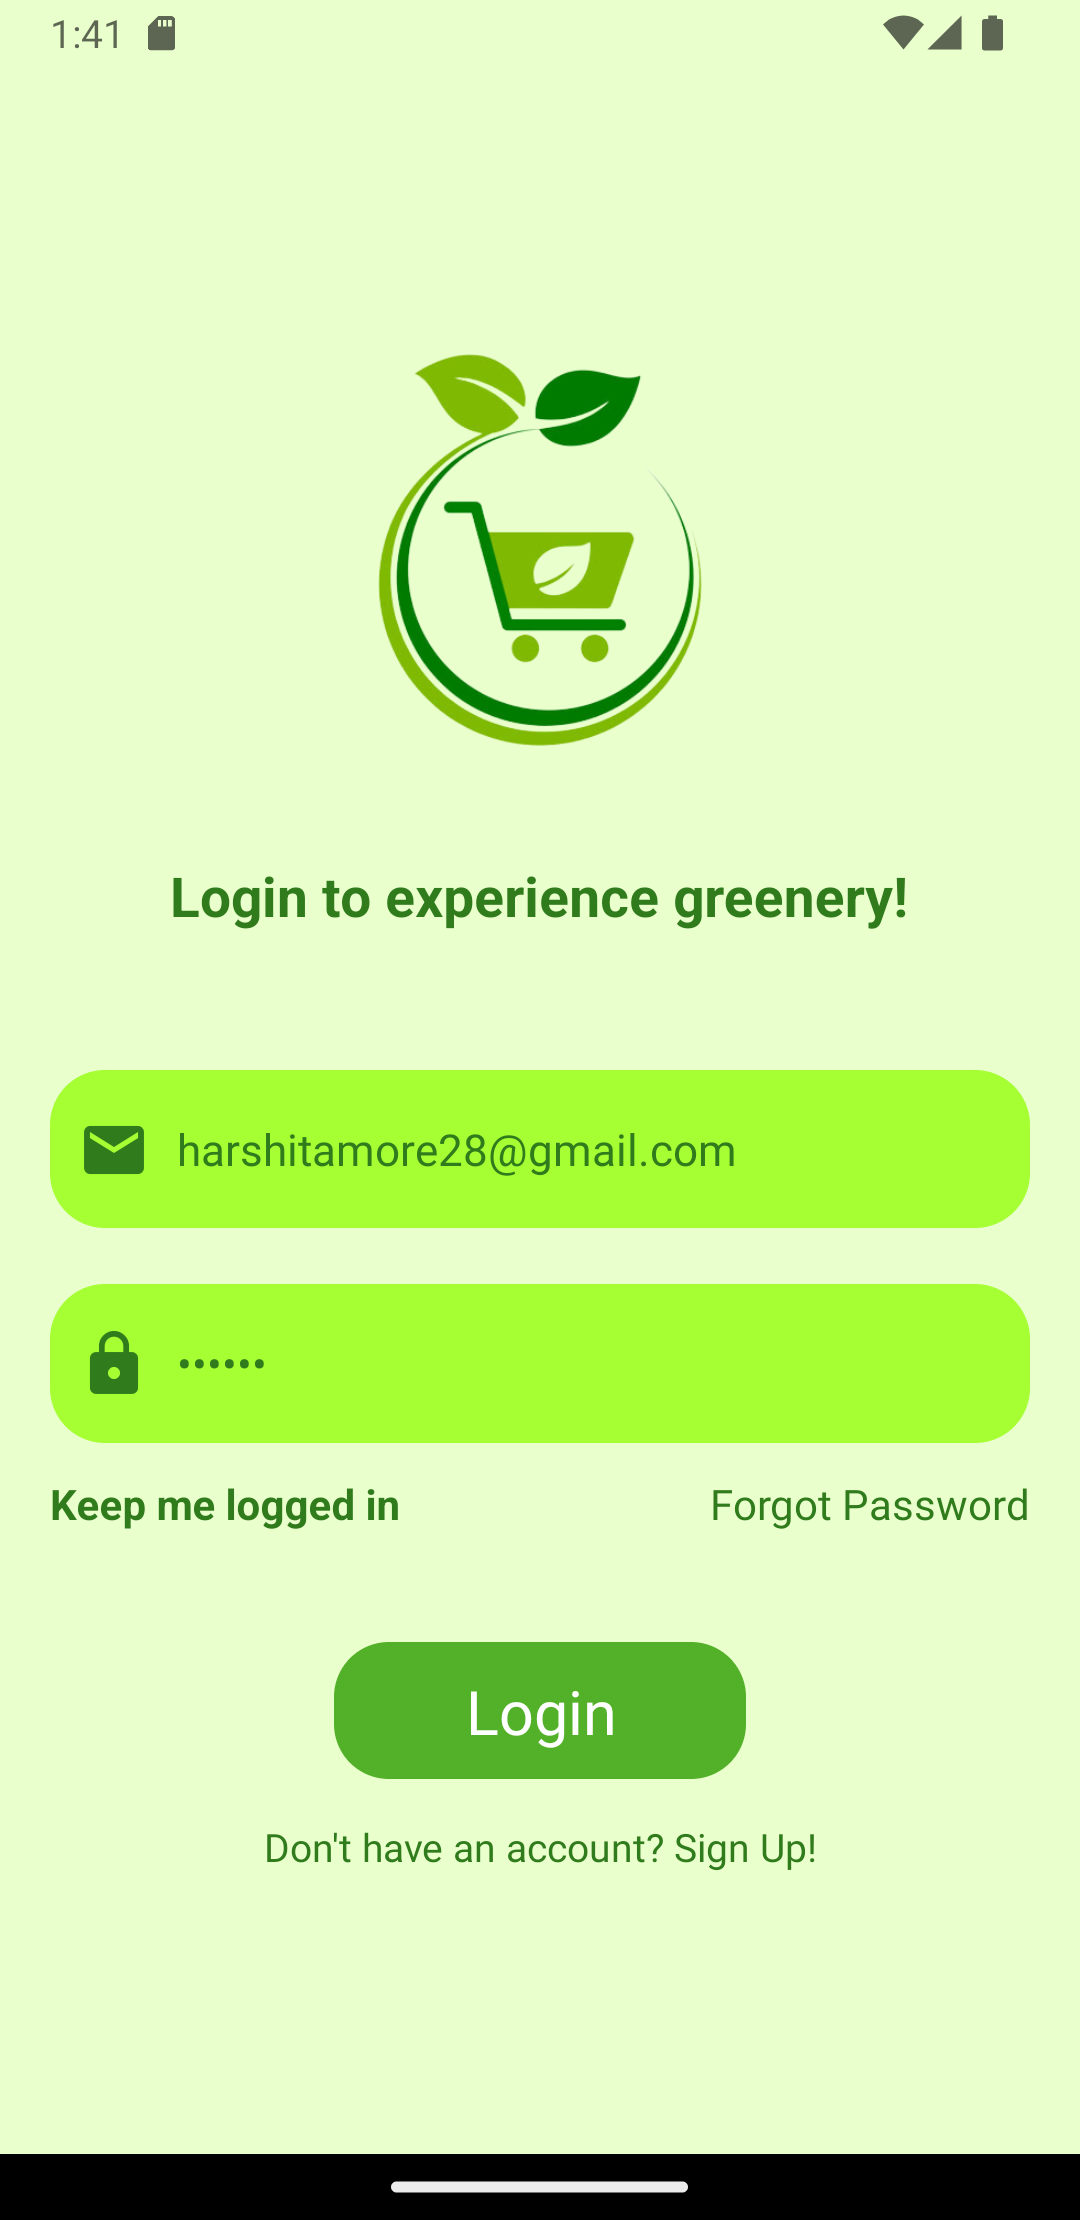 1:41
Login to experience greenery!
harshitamore28@gmail.com
••••••
Keep me logged in
Forgot Password
Login
Don't have an account? Sign Up!